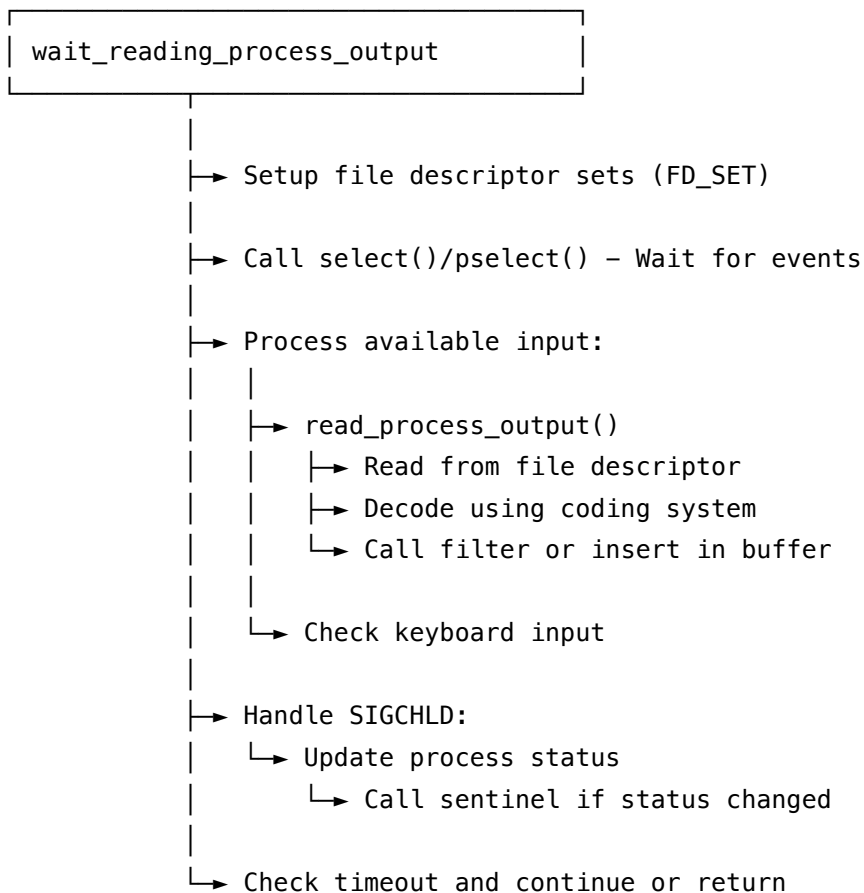 wait_reading_process_output
Setup file descriptor sets (FD_SET)
Call select()/pselect() – Wait for events
Process available input:
read_process_output()
Read from file descriptor
Decode using coding system
Call filter or insert in buffer
Check keyboard input
Handle SIGCHLD:
Update process status
Call sentinel if status changed
Check timeout and continue or return